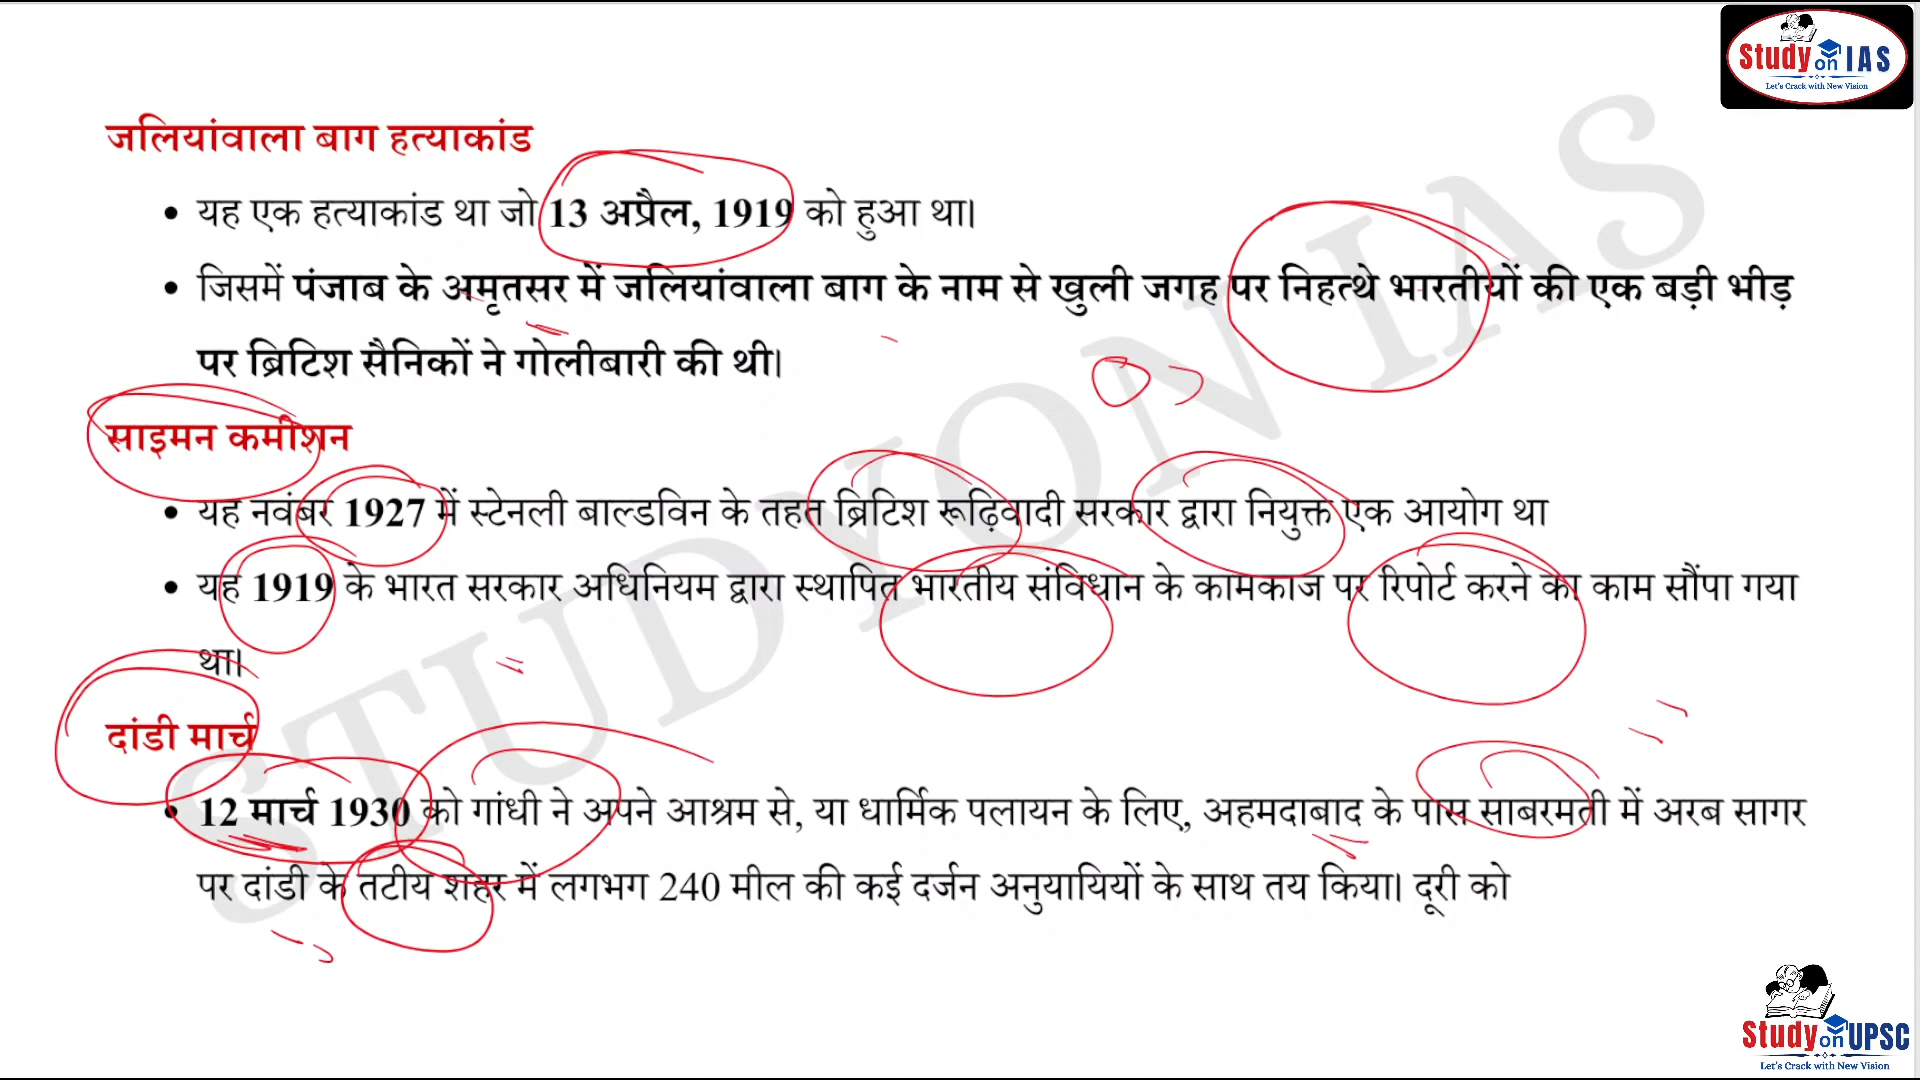 Study on IAS
Let's Crack with New Vision
जलियांवाला बाग हत्याकांड
• यह एक हत्याकांड था जो 13 अप्रैल, 1919 को हुआ था।
• जिसमें पंजाब के अमृतसर में जलियांवाला बाग के नाम से खुली जगह पर निहत्थे भारतीयों की एक बड़ी भीड़
पर ब्रिटिश सैनिकों ने गोलीबारी की थी।
साइमन कमीशन
• यह नवंबर 1927 में स्टेनली बाल्डविन के तहत ब्रिटिश रूढ़िवादी सरकार द्वारा नियुक्त एक आयोग था
• यह 1919 के भारत सरकार अधिनियम द्वारा स्थापित भारतीय संविधान के कामकाज पर रिपोर्ट करने का काम सौंपा गया
था।
दांडी मार्च
• 12 मार्च 1930 को गांधी ने अपने आश्रम से, या धार्मिक पलायन के लिए, अहमदाबाद के पास साबरमती में अरब सागर
पर दांडी के तटीय शहर में लगभग 240 मील की कई दर्जन अनुयायियों के साथ तय किया। दूरी को
STUDY ON IAS
Study on UPSC
Let's Crack with New Vision